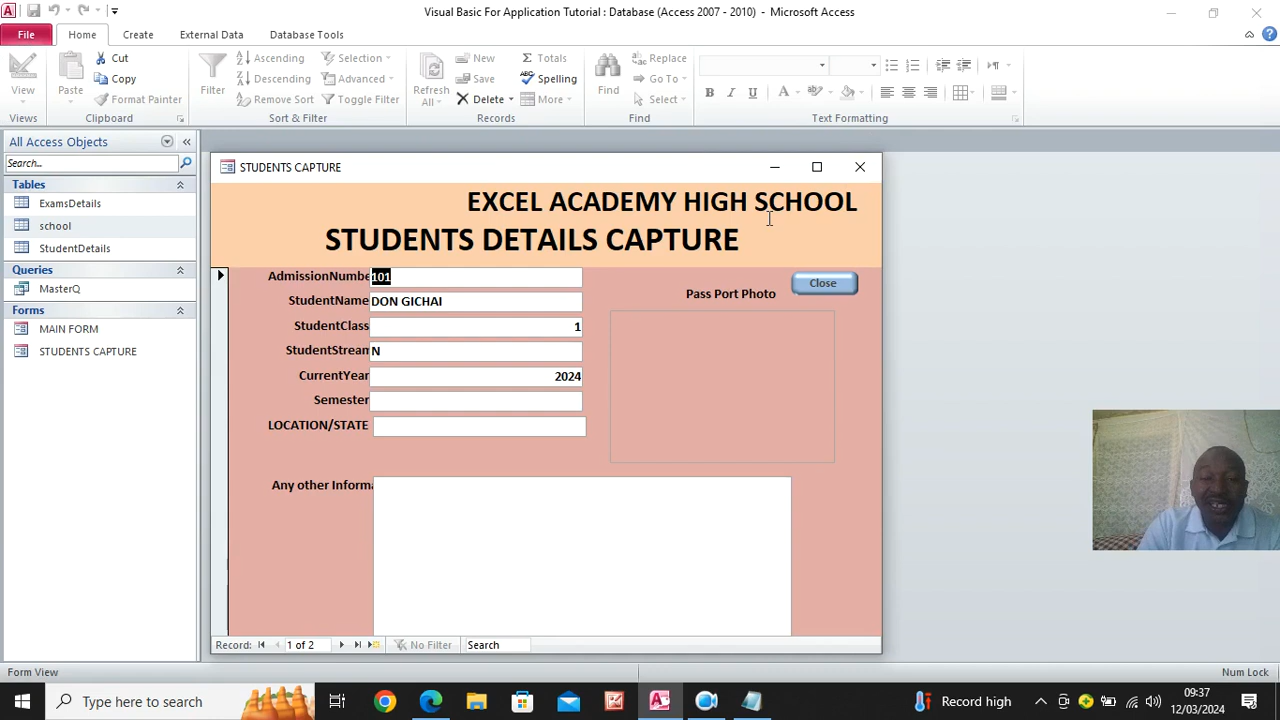 Visual Basic For Application Tutorial : Database (Access 2007 - 2010) - Microsoft Access
File Home Create External Data Database Tools
Cut Ascending Selection New Totals Replace
Copy Descending Advanced Save Spelling Go To
View Paste Format Painter Filter Remove Sort Toggle Filter Refresh All Delete More Find Select
Views Clipboard Sort & Filter Records Find Text Formatting
All Access Objects
Search...
Tables
ExamsDetails
school
StudentDetails
Queries
MasterQ
Forms
MAIN FORM
STUDENTS CAPTURE
STUDENTS CAPTURE
EXCEL ACADEMY HIGH SCHOOL
STUDENTS DETAILS CAPTURE
AdmissionNumbe 101
StudentName DON GICHAI
StudentClass 1
StudentStream N
CurrentYear 2024
Semester
LOCATION/STATE
Pass Port Photo
Close
Any other Informa
Record: 1 of 2 No Filter Search
Form View Num Lock
Type here to search Record high 09:37
12/03/2024